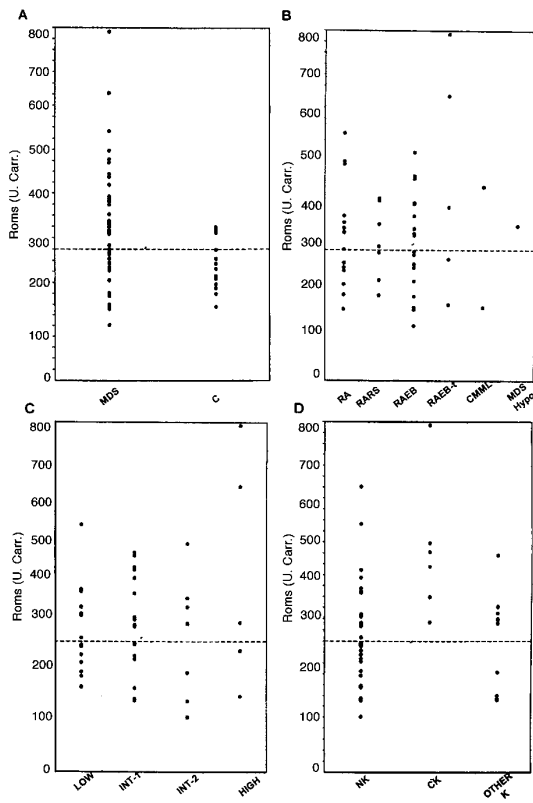 A
800
700
600
500
400
300
200
100
0
Roms (U. Carr.)
MDS
C
B
800
700
600
500
400
300
200
100
0
Roms (U. Carr.)
RA
RARS
RAEB
RAEB-t
CMML
MDS
Hypo
C
800
700
600
500
400
300
200
100
0
Roms (U. Carr.)
LOW
INT-1
INT-2
HIGH
D
800
700
600
500
400
300
200
100
0
Roms (U. Carr.)
NK
CK
OTHER
K